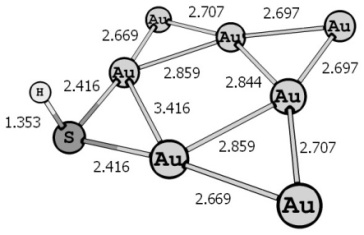 2.707 2.697
Au Au Au
2.669
2.416 Au 2.859 2.844 2.697
H Au
1.353 3.416
S 2.859 2.707
2.416 Au
2.669
Au